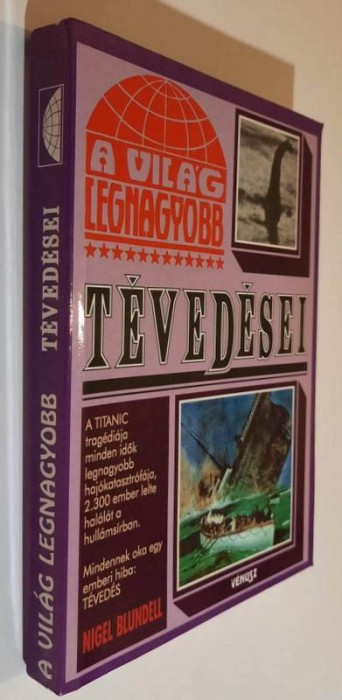 A VILÁG LEGNAGYOBB TÉVEDÉSEI
A VILÁG
LEGNAGYOBB
TÉVEDÉSEI
A TITANIC
tragédiája
minden idők
legnagyobb
hajókatasztrófája,
2.300 ember lelte
halálát a
hullámsírban.
Mindennek oka egy
emberi hiba:
TÉVEDÉS
NIGEL BLUNDELL
VÉNUSZ